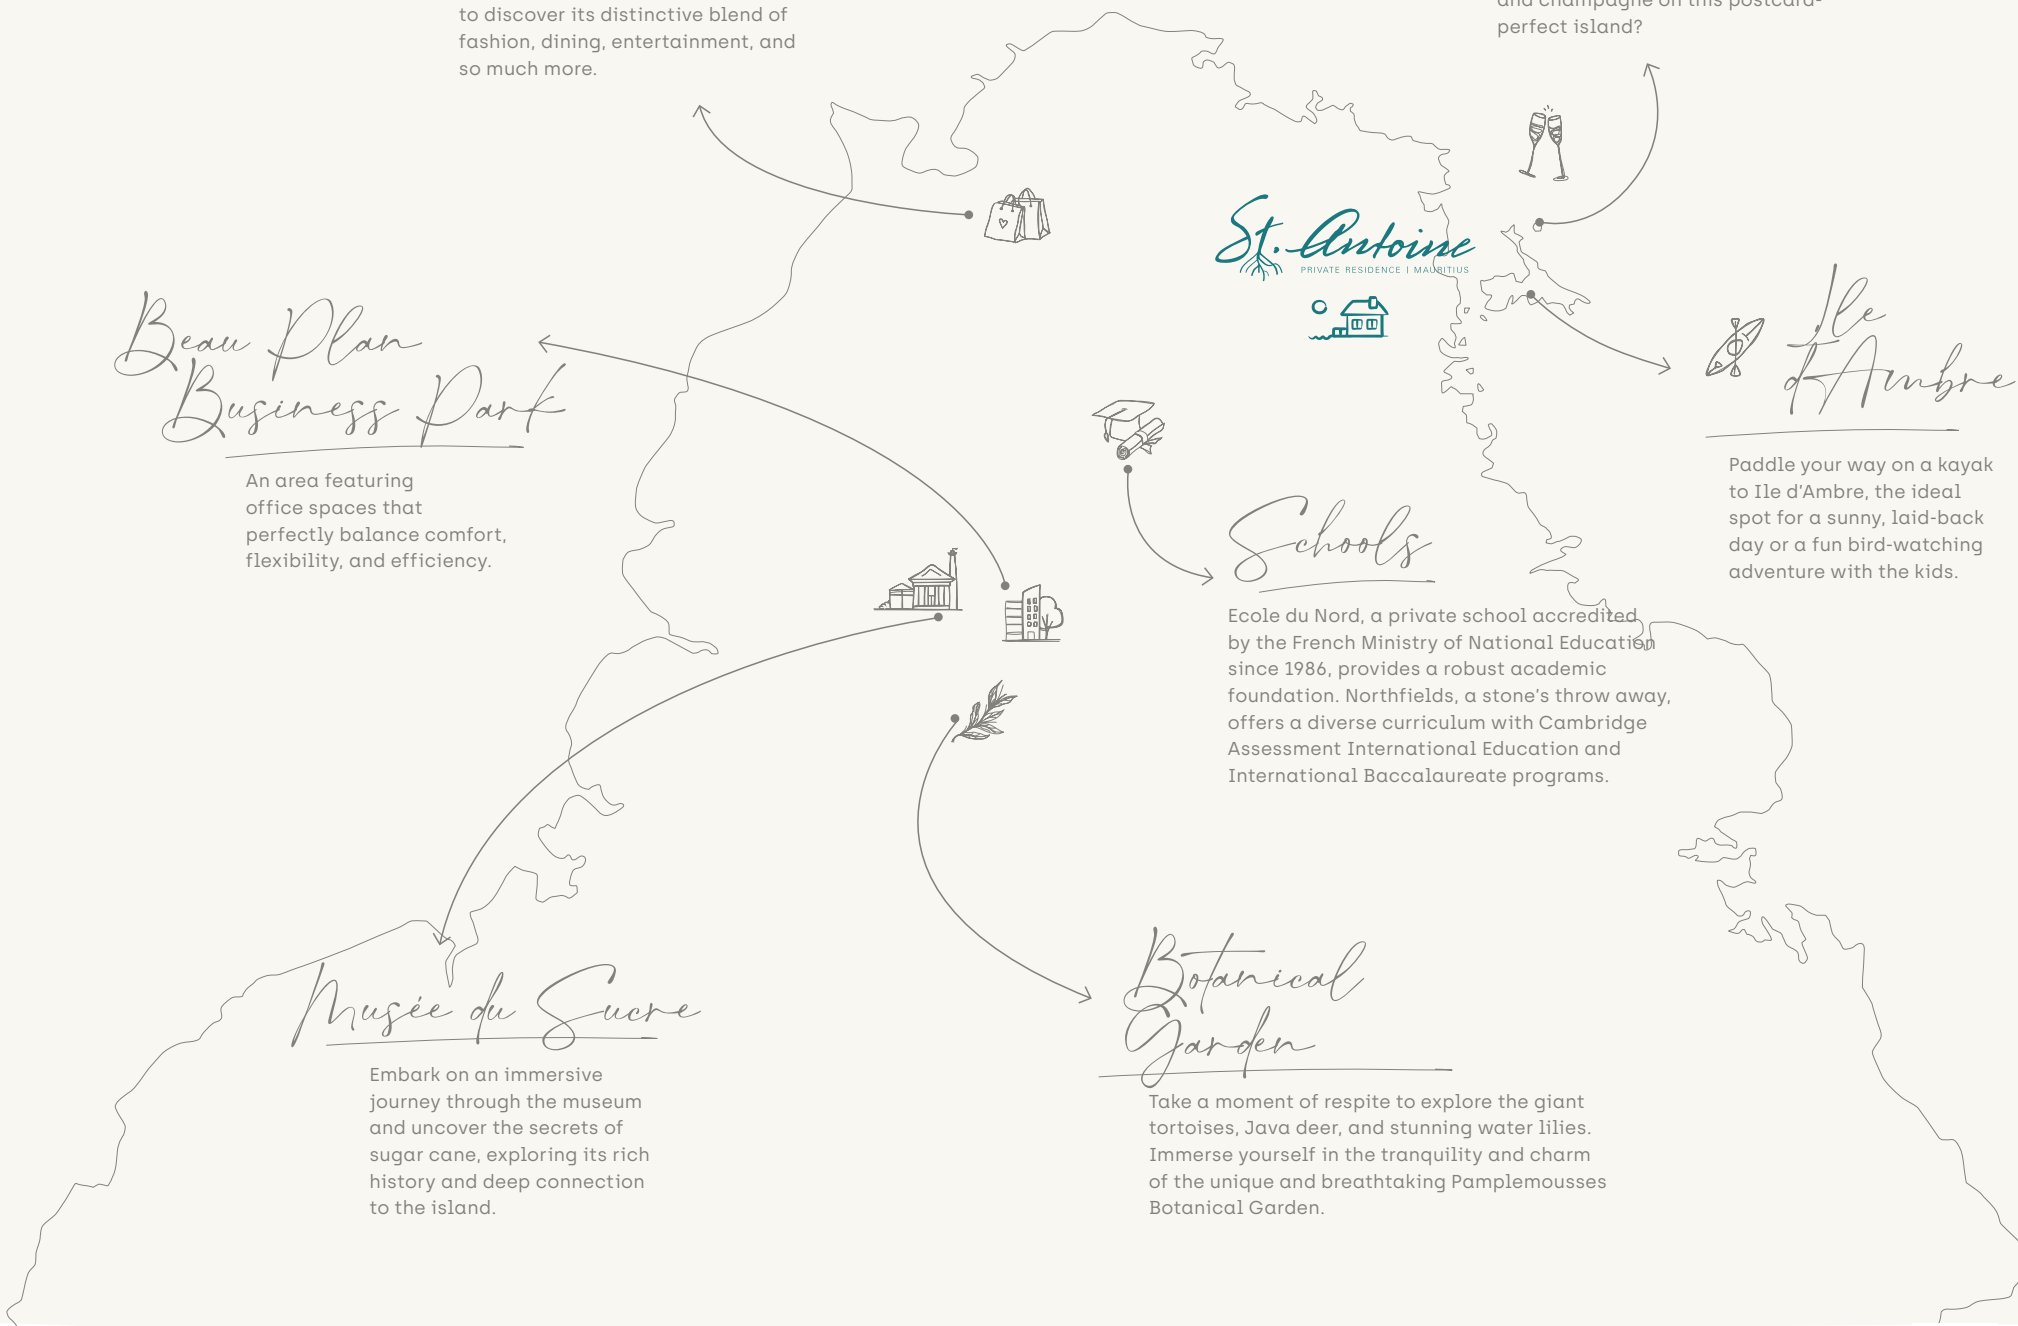 to discover its distinctive blend of
fashion, dining, entertainment, and
so much more.
and champagne on this postcard-
perfect island?
St. Antoine
PRIVATE RESIDENCE | MAURITIUS
Beau Plan
Business Park
An area featuring
office spaces that
perfectly balance comfort,
flexibility, and efficiency.
Ile
d'Ambre
Paddle your way on a kayak
to Ile d’Ambre, the ideal
spot for a sunny, laid-back
day or a fun bird-watching
adventure with the kids.
Schools
Ecole du Nord, a private school accredited
by the French Ministry of National Education
since 1986, provides a robust academic
foundation. Northfields, a stone’s throw away,
offers a diverse curriculum with Cambridge
Assessment International Education and
International Baccalaureate programs.
Musée du Sucre
Embark on an immersive
journey through the museum
and uncover the secrets of
sugar cane, exploring its rich
history and deep connection
to the island.
Botanical
Garden
Take a moment of respite to explore the giant
tortoises, Java deer, and stunning water lilies.
Immerse yourself in the tranquility and charm
of the unique and breathtaking Pamplemousses
Botanical Garden.